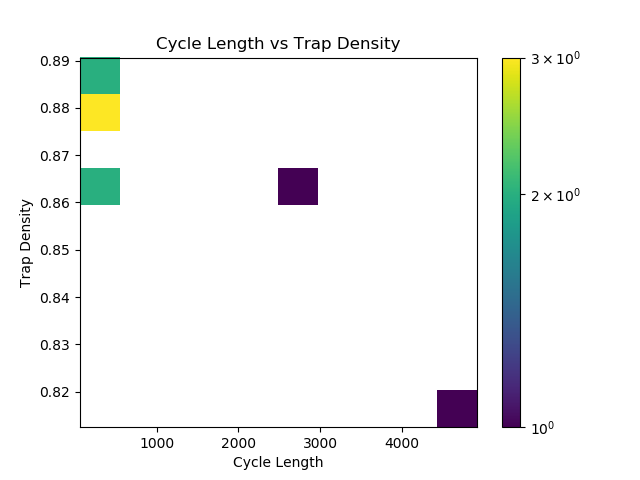 Cycle Length vs Trap Density
0.89
0.88
0.87
0.86
0.85
0.84
0.83
0.82
Trap Density
1000
2000
3000
4000
Cycle Length
3 × 10⁰
2 × 10⁰
10⁰